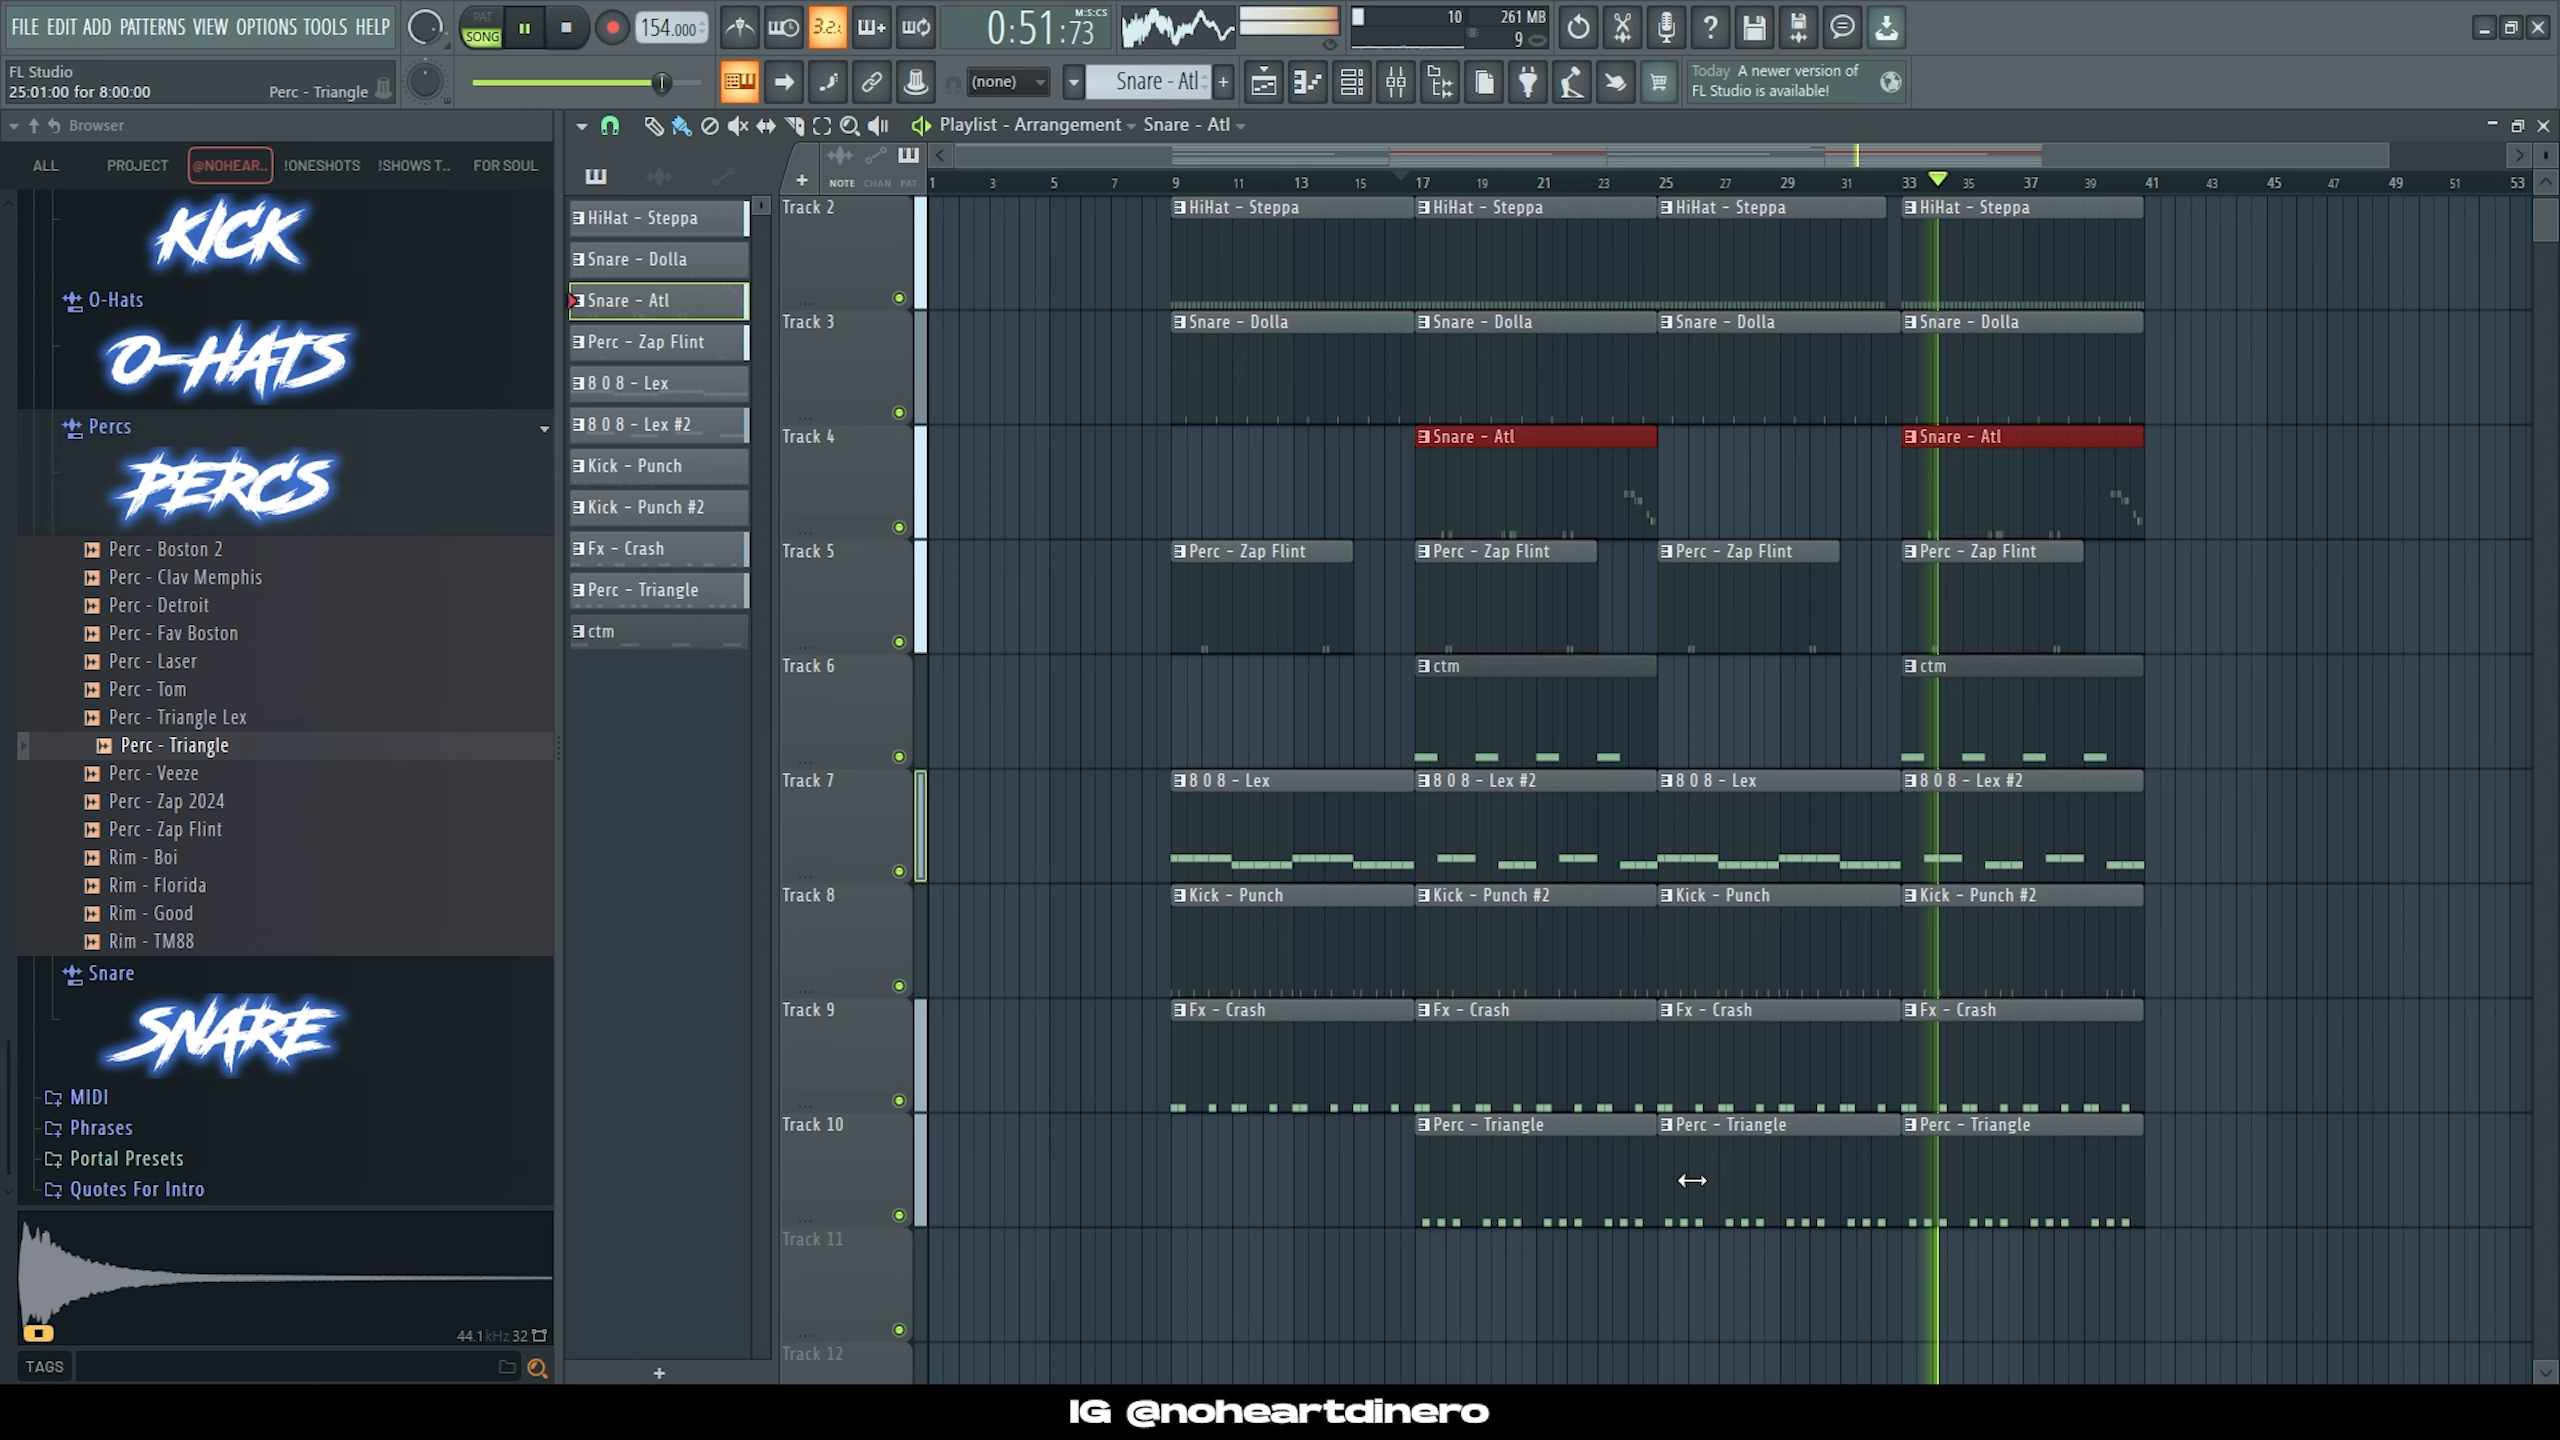 FILE EDIT ADD PATTERNS VIEW OPTIONS TOOLS HELP
PAT
SONG
154.000
3.2.
0:51:73
M:S:CS
10
261 MB
9
FL Studio
25:01:00 for 8:00:00
Perc - Triangle
(none)
Snare - Atl
Today A newer version of
FL Studio is available!
Browser
Playlist - Arrangement
Snare - Atl
ALL
PROJECT
@NOHEAR..
!ONESHOTS
!SHOWS T...
FOR SOUL
NOTE
CHAN
PAT
1 3 5 7 9 11 13 15 17 19 21 23 25 27 29 31 33 35 37 39 41 43 45 47 49 51 53
KICK
O-Hats
O-HATS
Percs
PERCS
Perc - Boston 2
Perc - Clav Memphis
Perc - Detroit
Perc - Fav Boston
Perc - Laser
Perc - Tom
Perc - Triangle Lex
Perc - Triangle
Perc - Veeze
Perc - Zap 2024
Perc - Zap Flint
Rim - Boi
Rim - Florida
Rim - Good
Rim - TM88
Snare
SNARE
MIDI
Phrases
Portal Presets
Quotes For Intro
44.1kHz 32
TAGS
HiHat - Steppa
Snare - Dolla
Snare - Atl
Perc - Zap Flint
8 0 8 - Lex
8 0 8 - Lex #2
Kick - Punch
Kick - Punch #2
Fx - Crash
Perc - Triangle
ctm
Track 2
HiHat - Steppa
HiHat - Steppa
HiHat - Steppa
HiHat - Steppa
Track 3
Snare - Dolla
Snare - Dolla
Snare - Dolla
Snare - Dolla
Track 4
Snare - Atl
Snare - Atl
Track 5
Perc - Zap Flint
Perc - Zap Flint
Perc - Zap Flint
Perc - Zap Flint
Track 6
ctm
ctm
Track 7
8 0 8 - Lex
8 0 8 - Lex #2
8 0 8 - Lex
8 0 8 - Lex #2
Track 8
Kick - Punch
Kick - Punch #2
Kick - Punch
Kick - Punch #2
Track 9
Fx - Crash
Fx - Crash
Fx - Crash
Fx - Crash
Track 10
Perc - Triangle
Perc - Triangle
Perc - Triangle
Track 11
Track 12
IG @noheartdinero